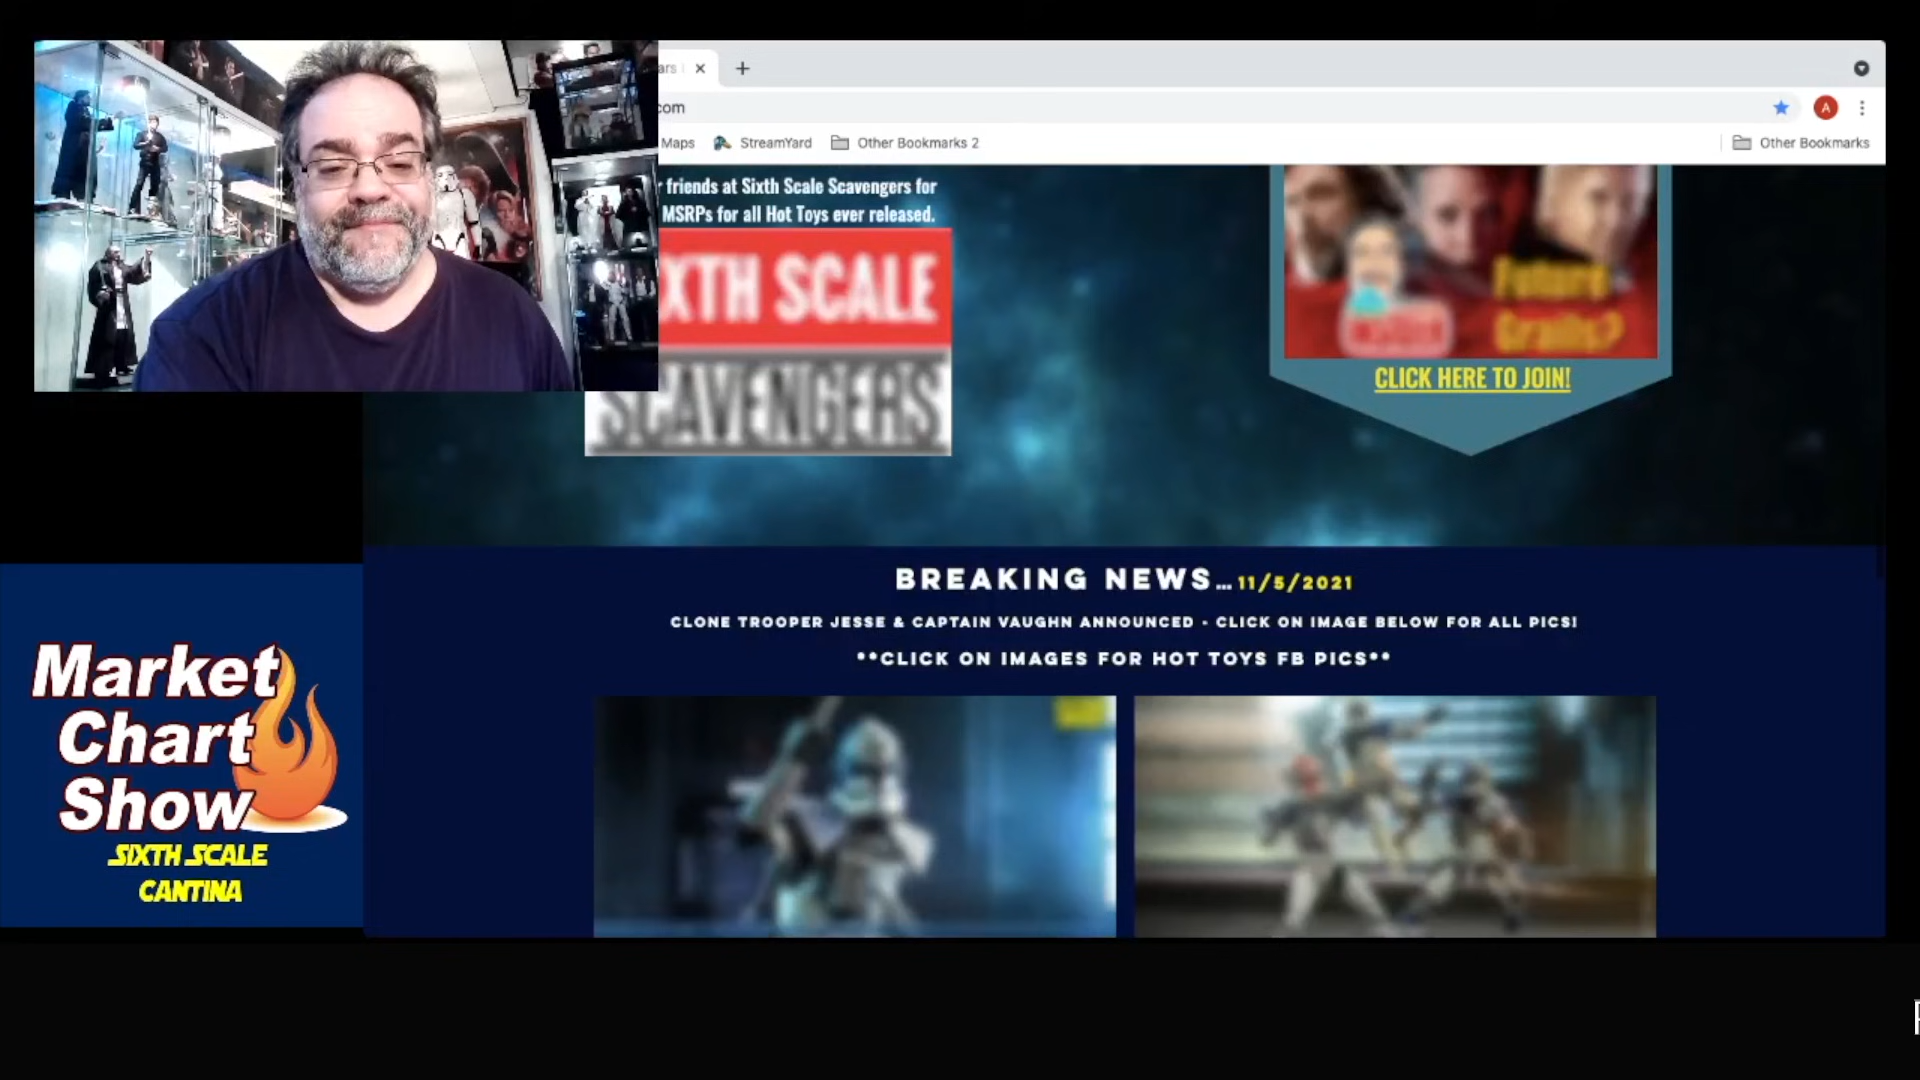 ars
com
Maps
StreamYard
Other Bookmarks 2
A
Other Bookmarks
friends at Sixth Scale Scavengers for
MSRPs for all Hot Toys ever released.
XTH SCALE
SCAVENGERS
Future
Grails?
CLICK HERE TO JOIN!
BREAKING NEWS... 11/5/2021
CLONE TROOPER JESSE & CAPTAIN VAUGHN ANNOUNCED - CLICK ON IMAGE BELOW FOR ALL PICS!
**CLICK ON IMAGES FOR HOT TOYS FB PICS**
Market
Chart
Show
SIXTH SCALE
CANTINA